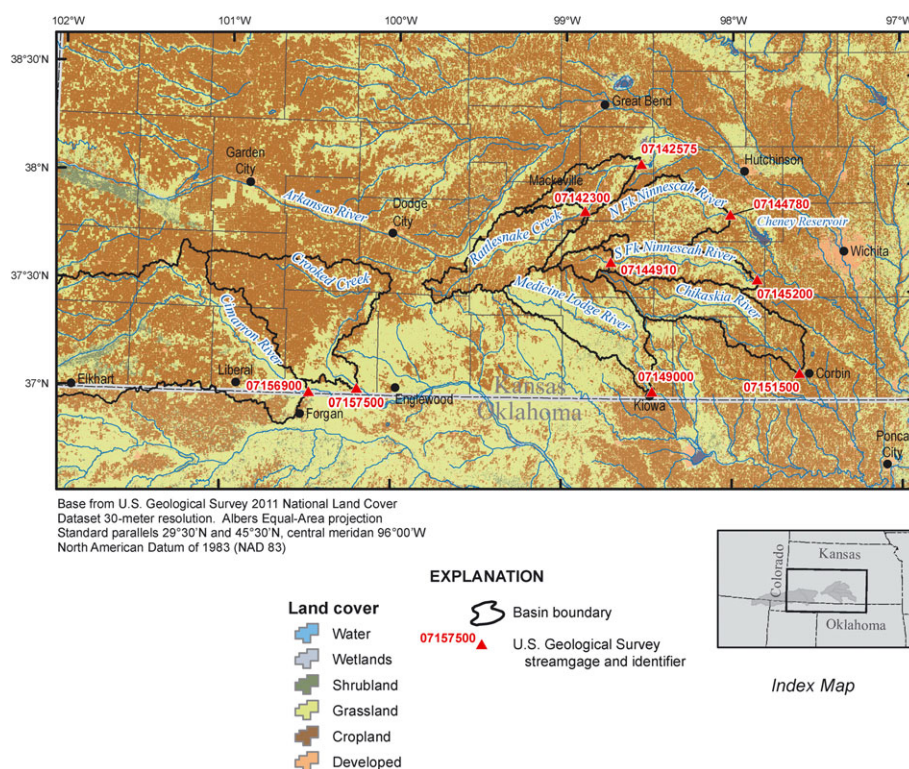 102°W 101°W 100°W 99°W 98°W 97°W
38°30'N
Great Bend
38°N
07142575
Garden
City
Hutchinson
Macksville
07142300
N Fk Ninnescah River
07144780
Arkansas River
Dodge
City
Rattlesnake Creek
Cheney Reservoir
Wichita
37°30'N
Crooked Creek
S Fk Ninnescah River
07144910
07145200
Medicine Lodge River
Chikaskia River
Cimarron River
37°N
Elkhart
Liberal
07156900
07157500
Englewood
Forgan
Kansas
Oklahoma
07149000
Kiowa
07151500
Corbin
Ponca
City
Base from U.S. Geological Survey 2011 National Land Cover
Dataset 30-meter resolution. Albers Equal-Area projection
Standard parallels 29°30'N and 45°30'N, central meridan 96°00'W
North American Datum of 1983 (NAD 83)
EXPLANATION
Land cover
Water
Wetlands
Shrubland
Grassland
Cropland
Developed
Basin boundary
07157500
U.S. Geological Survey
streamgage and identifier
Colorado
Kansas
Oklahoma
Index Map